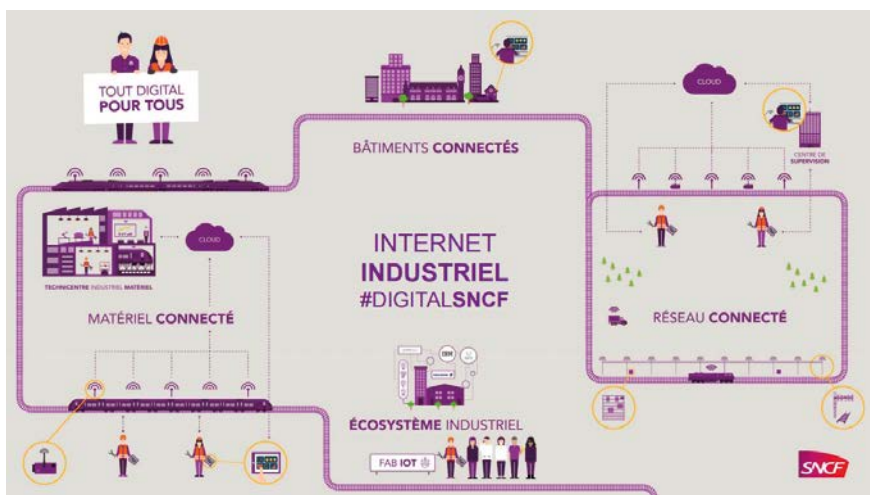 TOUT DIGITAL
POUR TOUS
BÂTIMENTS CONNECTÉS
CLOUD
CENTRE DE
SUPERVISION
CLOUD
TECHNICENTRE INDUSTRIEL MATÉRIEL
MATÉRIEL CONNECTÉ
INTERNET
INDUSTRIEL
#DIGITALSNCF
RÉSEAU CONNECTÉ
IBM
ÉCOSYSTÈME INDUSTRIEL
FAB IOT
SNCF